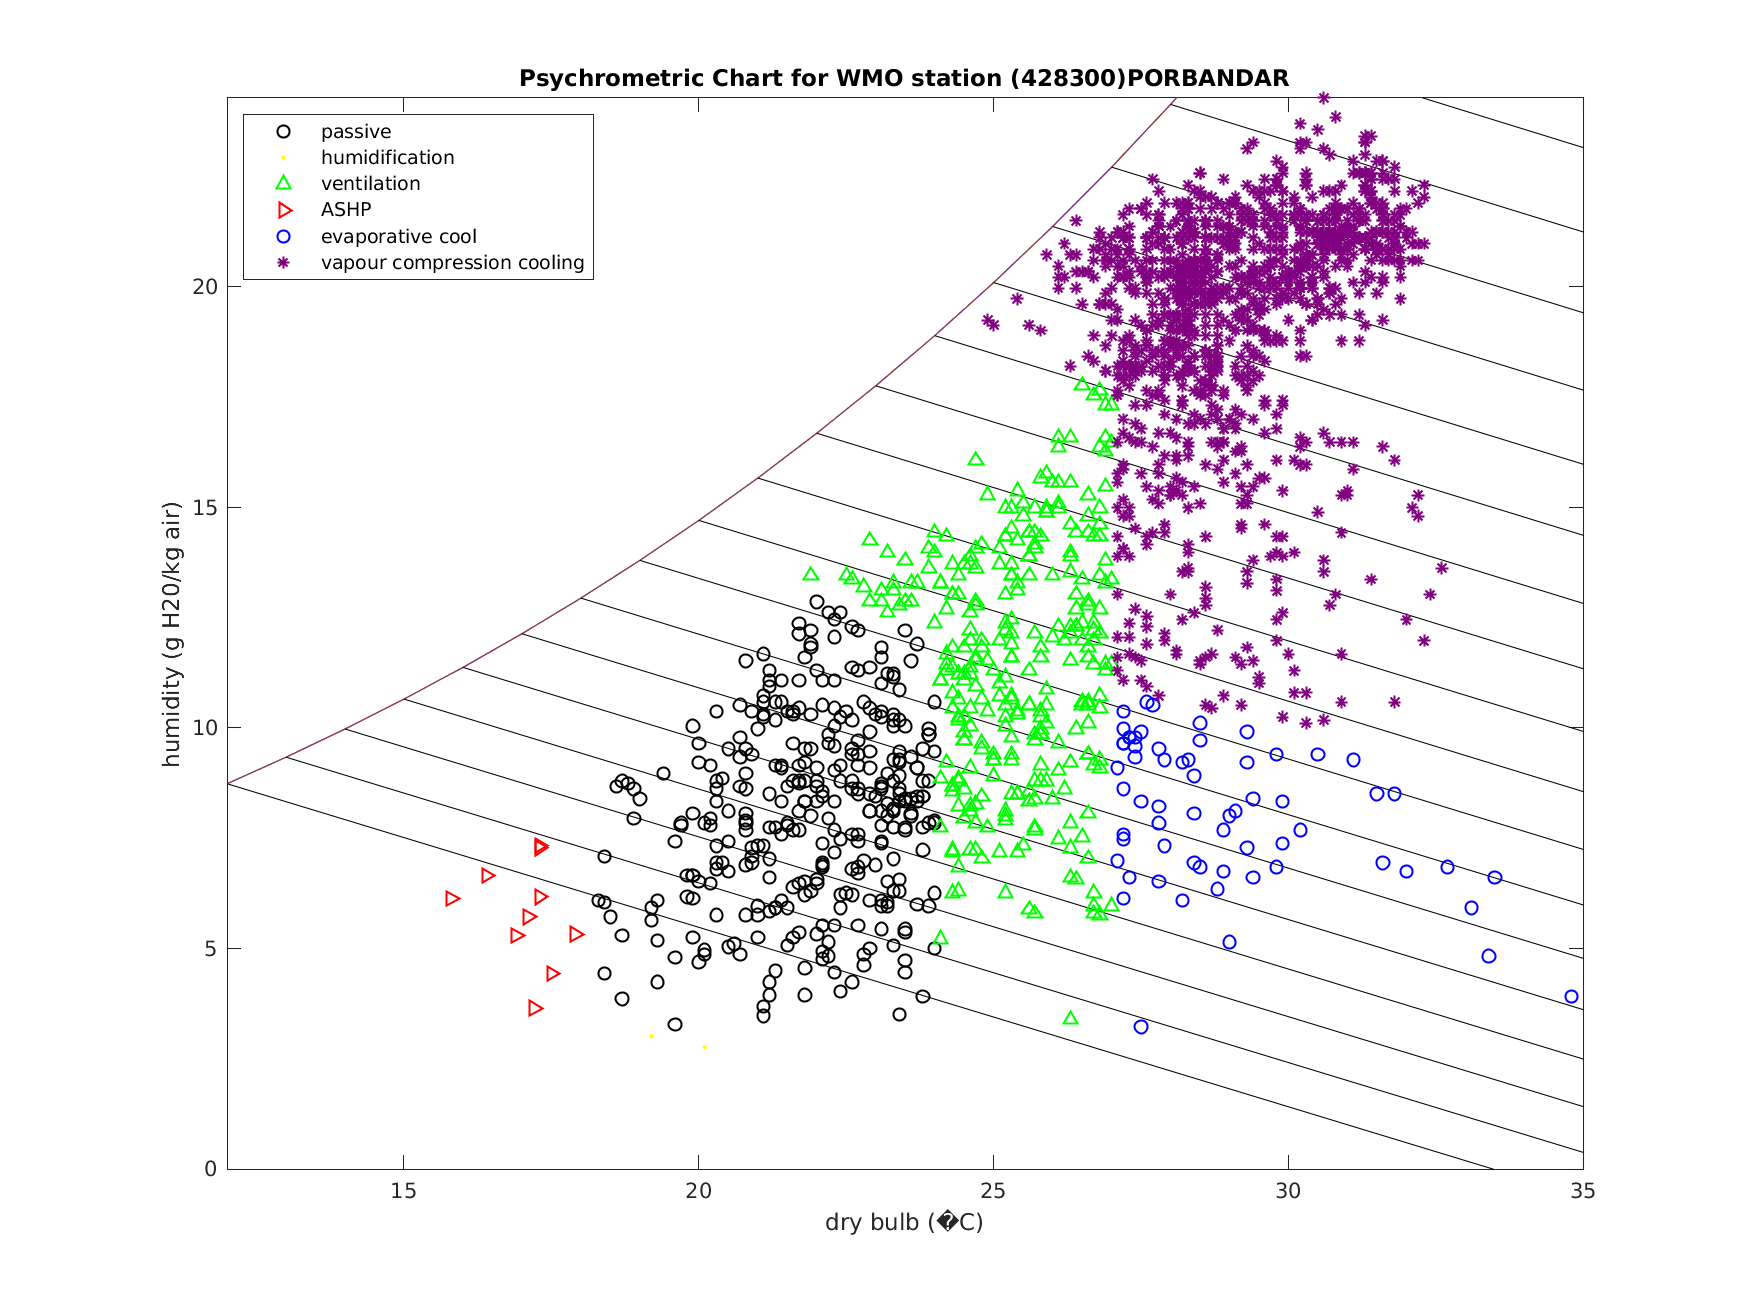 Psychrometric Chart for WMO station (428300)PORBANDAR
passive
humidification
ventilation
ASHP
evaporative cool
vapour compression cooling
20
15
10
5
0
humidity (g H20/kg air)
15 20 25 30 35
dry bulb (�C)